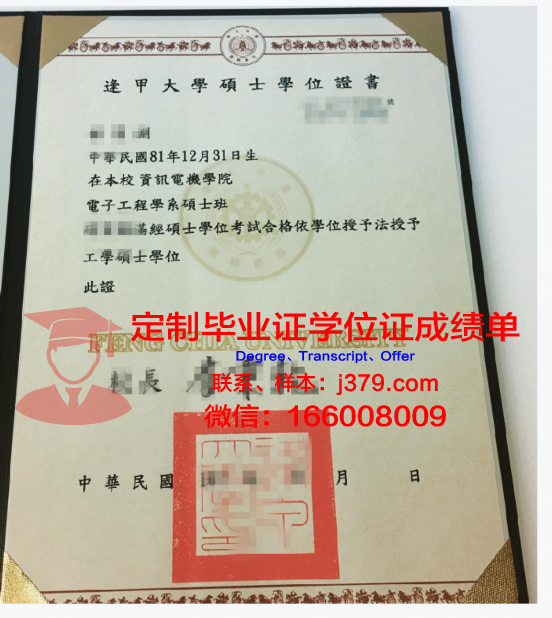 逢甲大學碩士學位證書
號
中華民國81年12月31日生
在本校 資訊電機學院
電子工程學系碩士班
經碩士學位考試合格依學位授予法授予
工學碩士學位
此證
定制毕业证学位证成绩单
FENG CHIA UNIVERSITY
Degree、Transcript、Offer
校長
联系、样本：j379.com
微信：166008009
中華民國 月 日